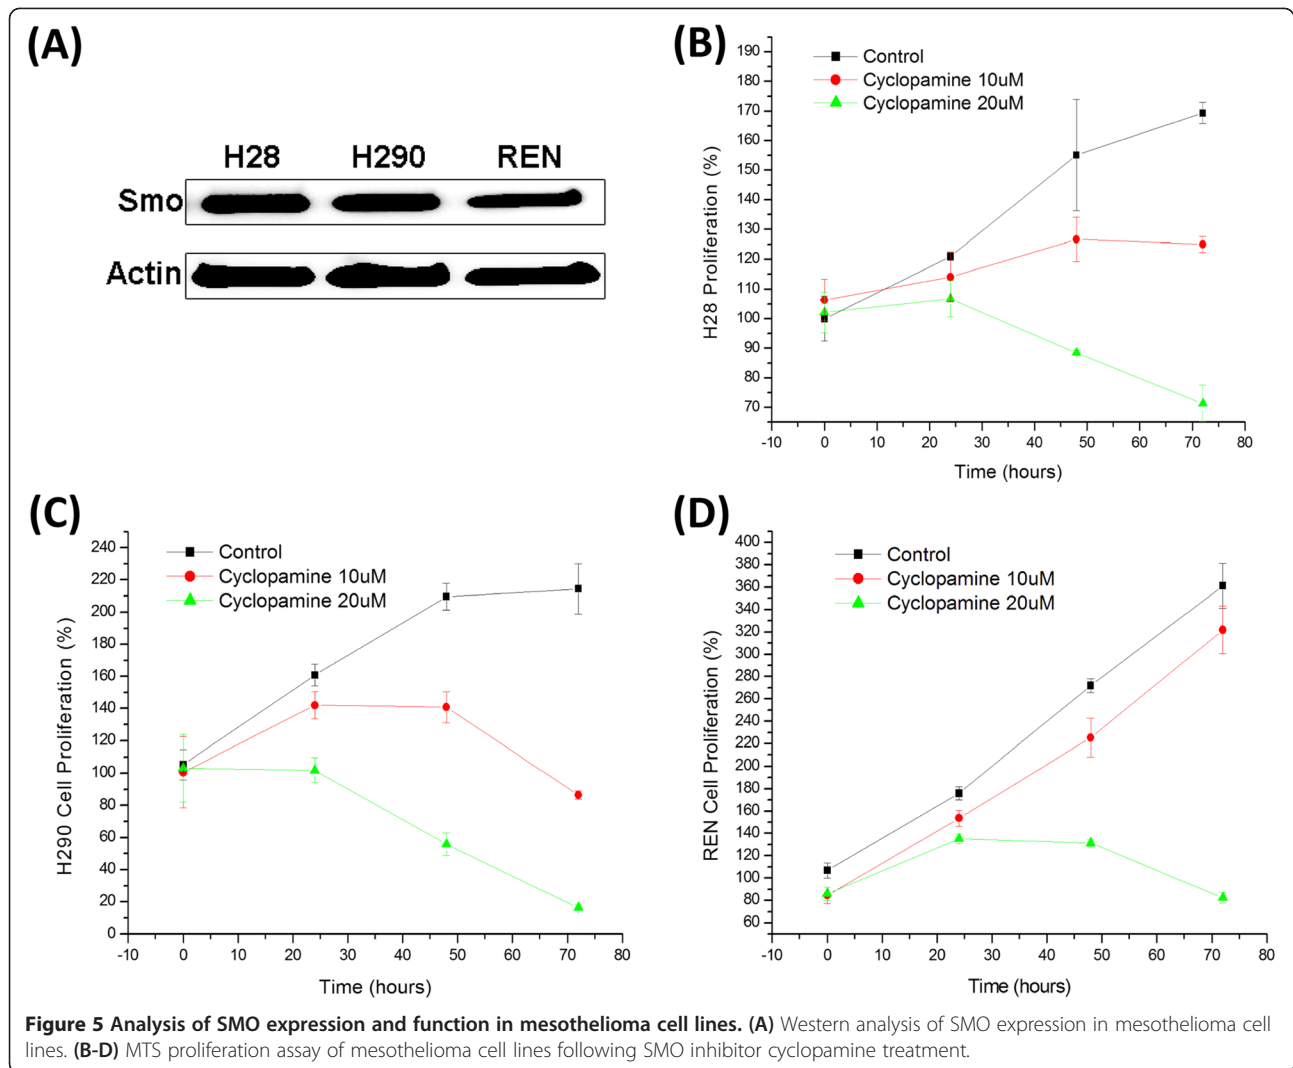 (A)
H28 H290 REN
Smo
Actin
(B)
Control
Cyclopamine 10uM
Cyclopamine 20uM
190
180
170
160
150
140
130
120
110
100
90
80
70
H28 Proliferation (%)
-10 0 10 20 30 40 50 60 70 80
Time (hours)
(C)
Control
Cyclopamine 10uM
Cyclopamine 20uM
240
220
200
180
160
140
120
100
80
60
40
20
0
H290 Cell Proliferation (%)
-10 0 10 20 30 40 50 60 70 80
Time (hours)
(D)
Control
Cyclopamine 10uM
Cyclopamine 20uM
400
380
360
340
320
300
280
260
240
220
200
180
160
140
120
100
80
60
REN Cell Proliferation (%)
-10 0 10 20 30 40 50 60 70 80
Time (hours)
Figure 5 Analysis of SMO expression and function in mesothelioma cell lines. (A) Western analysis of SMO expression in mesothelioma cell
lines. (B-D) MTS proliferation assay of mesothelioma cell lines following SMO inhibitor cyclopamine treatment.